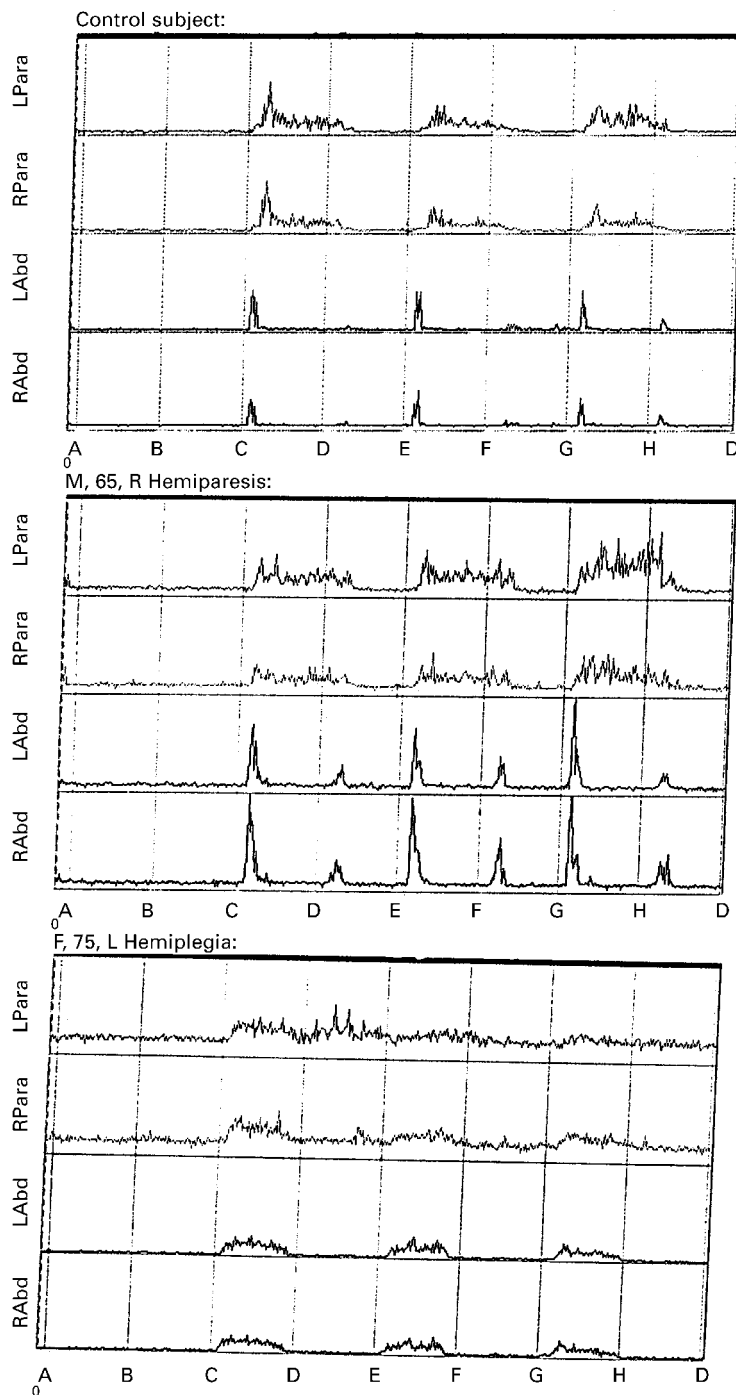 Control subject:
LPara
RPara
LAbd
RAbd
A B C D E F G H D
0
M, 65, R Hemiparesis:
LPara
RPara
LAbd
RAbd
A B C D E F G H D
0
F, 75, L Hemiplegia:
LPara
RPara
LAbd
RAbd
A B C D E F G H D
0